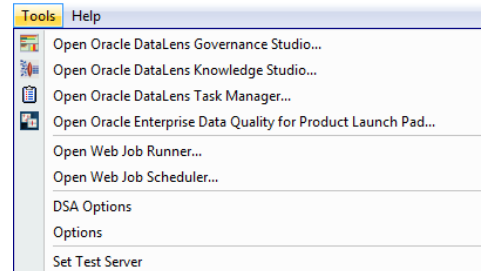 Tools Help
Open Oracle DataLens Governance Studio...
Open Oracle DataLens Knowledge Studio...
Open Oracle DataLens Task Manager...
Open Oracle Enterprise Data Quality for Product Launch Pad...
Open Web Job Runner...
Open Web Job Scheduler...
DSA Options
Options
Set Test Server